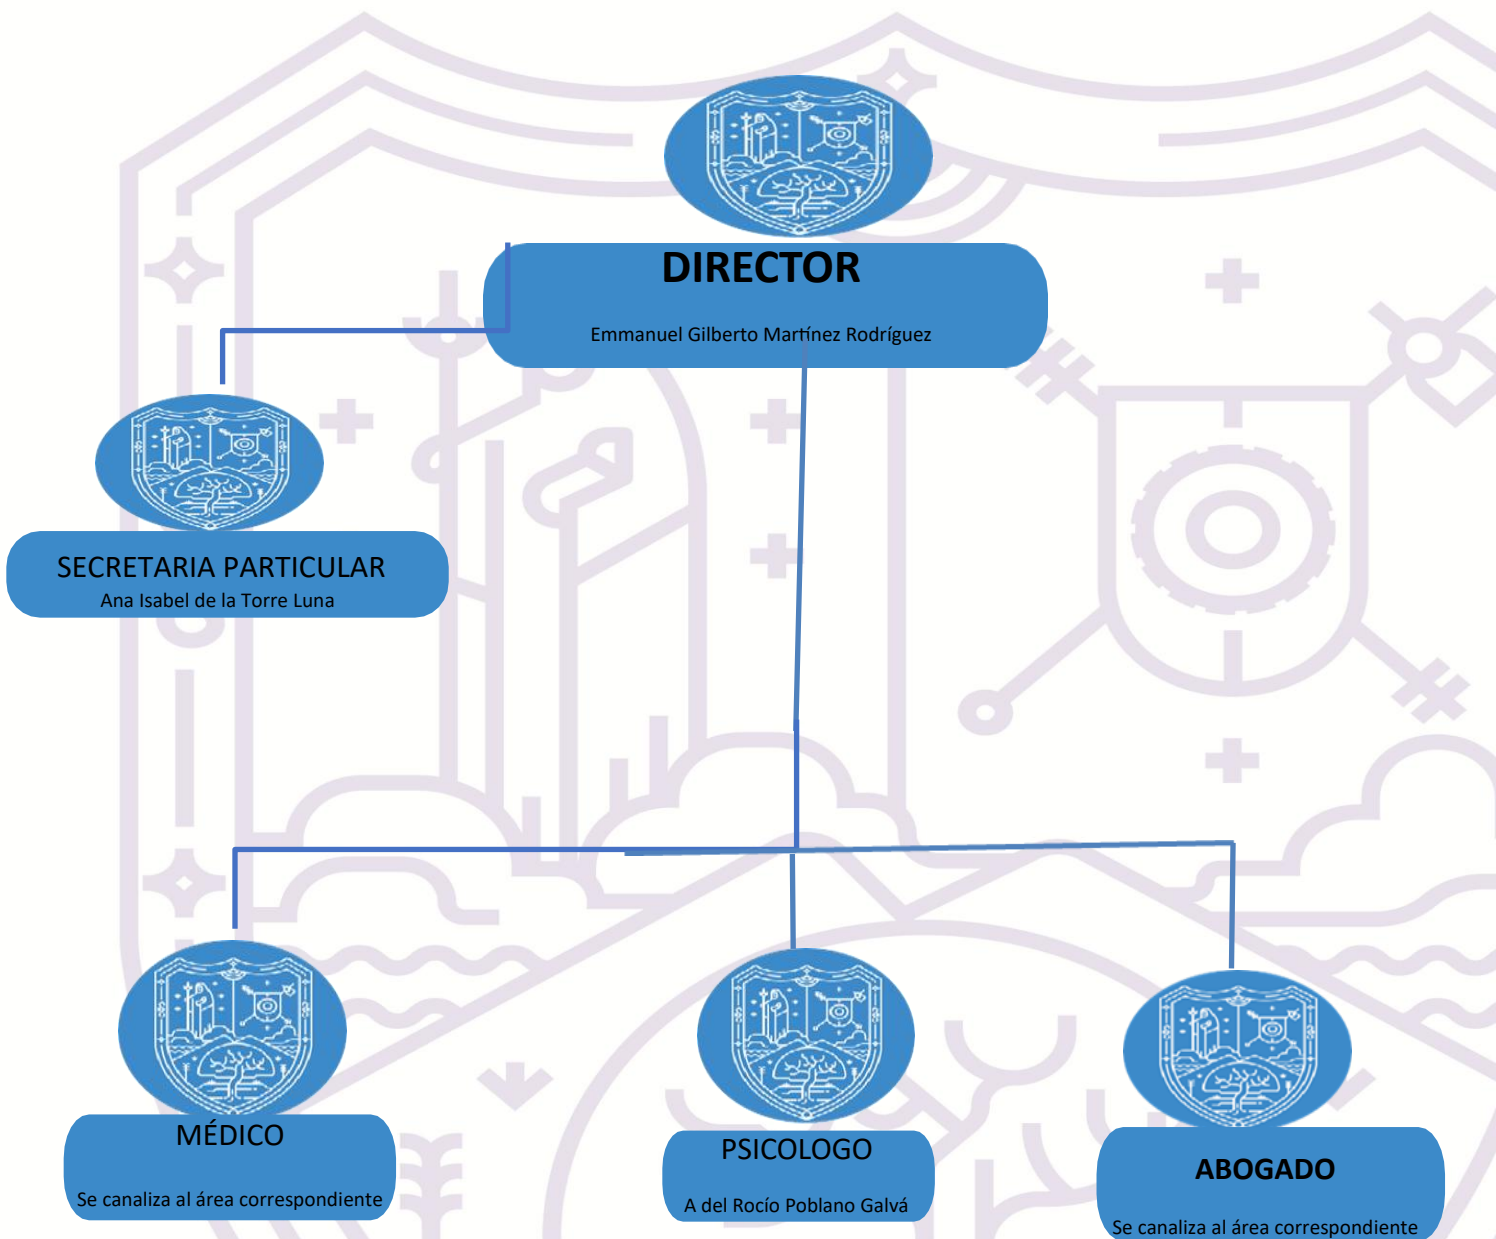 DIRECTOR
Emmanuel Gilberto Martínez Rodríguez
SECRETARIA PARTICULAR
Ana Isabel de la Torre Luna
MÉDICO
Se canaliza al área correspondiente
PSICOLOGO
A del Rocío Poblano Galvá
ABOGADO
Se canaliza al área correspondiente